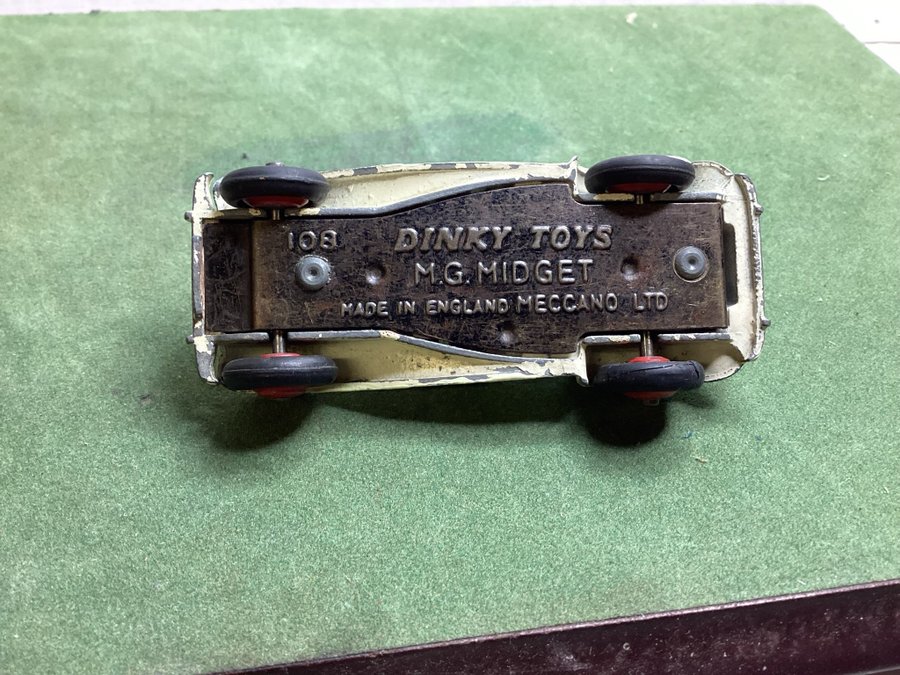 108
DINKY TOYS
M.G. MIDGET
MADE IN ENGLAND MECCANO LTD